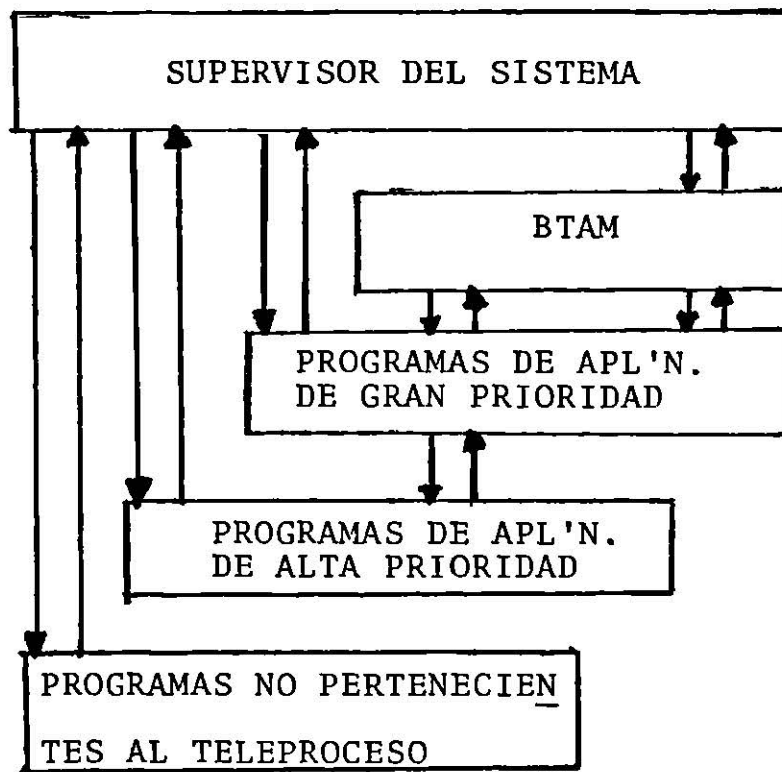 SUPERVISOR DEL SISTEMA
BTAM
PROGRAMAS DE APL'N.
DE GRAN PRIORIDAD
PROGRAMAS DE APL'N.
DE ALTA PRIORIDAD
PROGRAMAS NO PERTENECIEN
TES AL TELEPROCESO